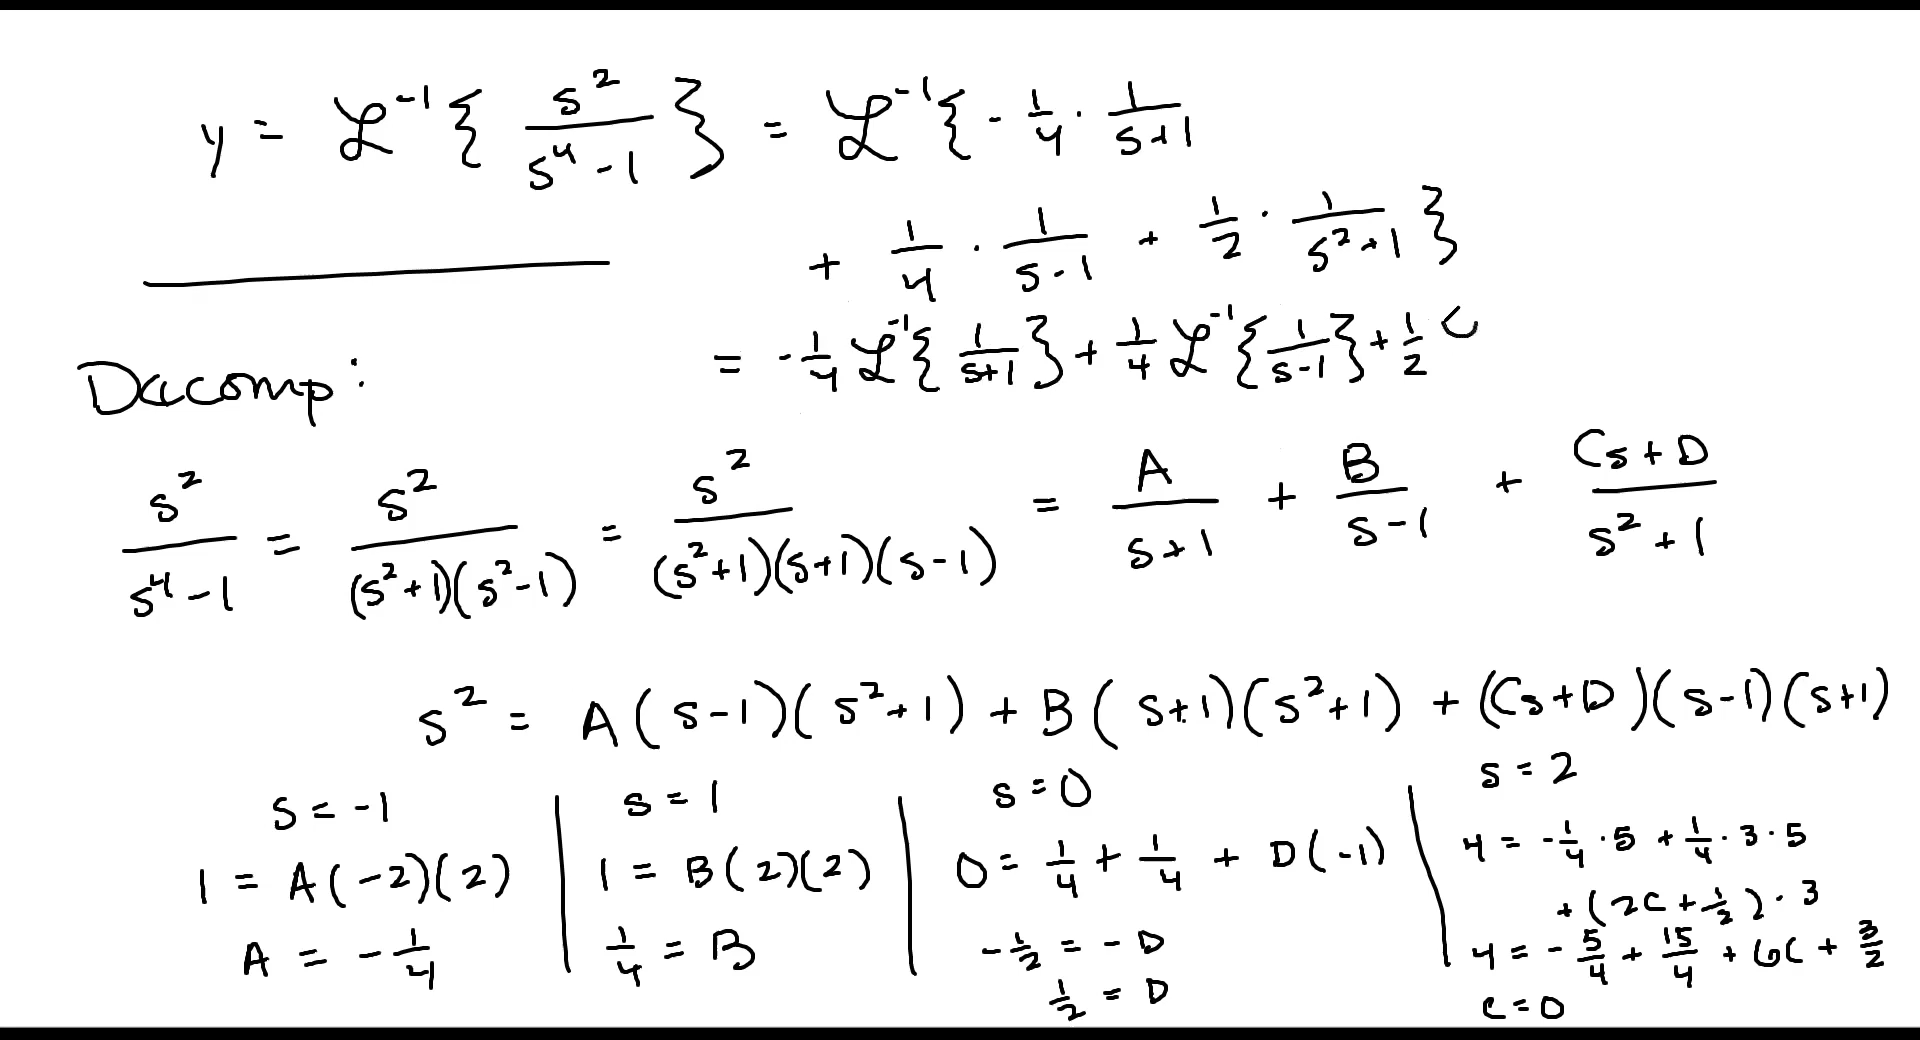 y = ℒ⁻¹{ s²/(s⁴-1) } = ℒ⁻¹{ - 1/4 · 1/(s+1)
+ 1/4 · 1/(s-1) + 1/2 · 1/(s²+1) }
= -1/4 ℒ⁻¹{ 1/(s+1) } + 1/4 ℒ⁻¹{ 1/(s-1) } + 1/2
Decomp:
s²/(s⁴-1) = s²/((s²+1)(s²-1)) = s²/((s²+1)(s+1)(s-1)) = A/(s+1) + B/(s-1) + (Cs+D)/(s²+1)
s² = A(s-1)(s²+1) + B(s+1)(s²+1) + (Cs+D)(s-1)(s+1)
s = -1
1 = A(-2)(2)
A = -1/4
s = 1
1 = B(2)(2)
1/4 = B
s = 0
0 = 1/4 + 1/4 + D(-1)
-1/2 = -D
1/2 = D
s = 2
4 = -1/4 · 5 + 1/4 · 3 · 5
+ (2C + 1/2) · 3
4 = -5/4 + 15/4 + 6C + 3/2
C = 0